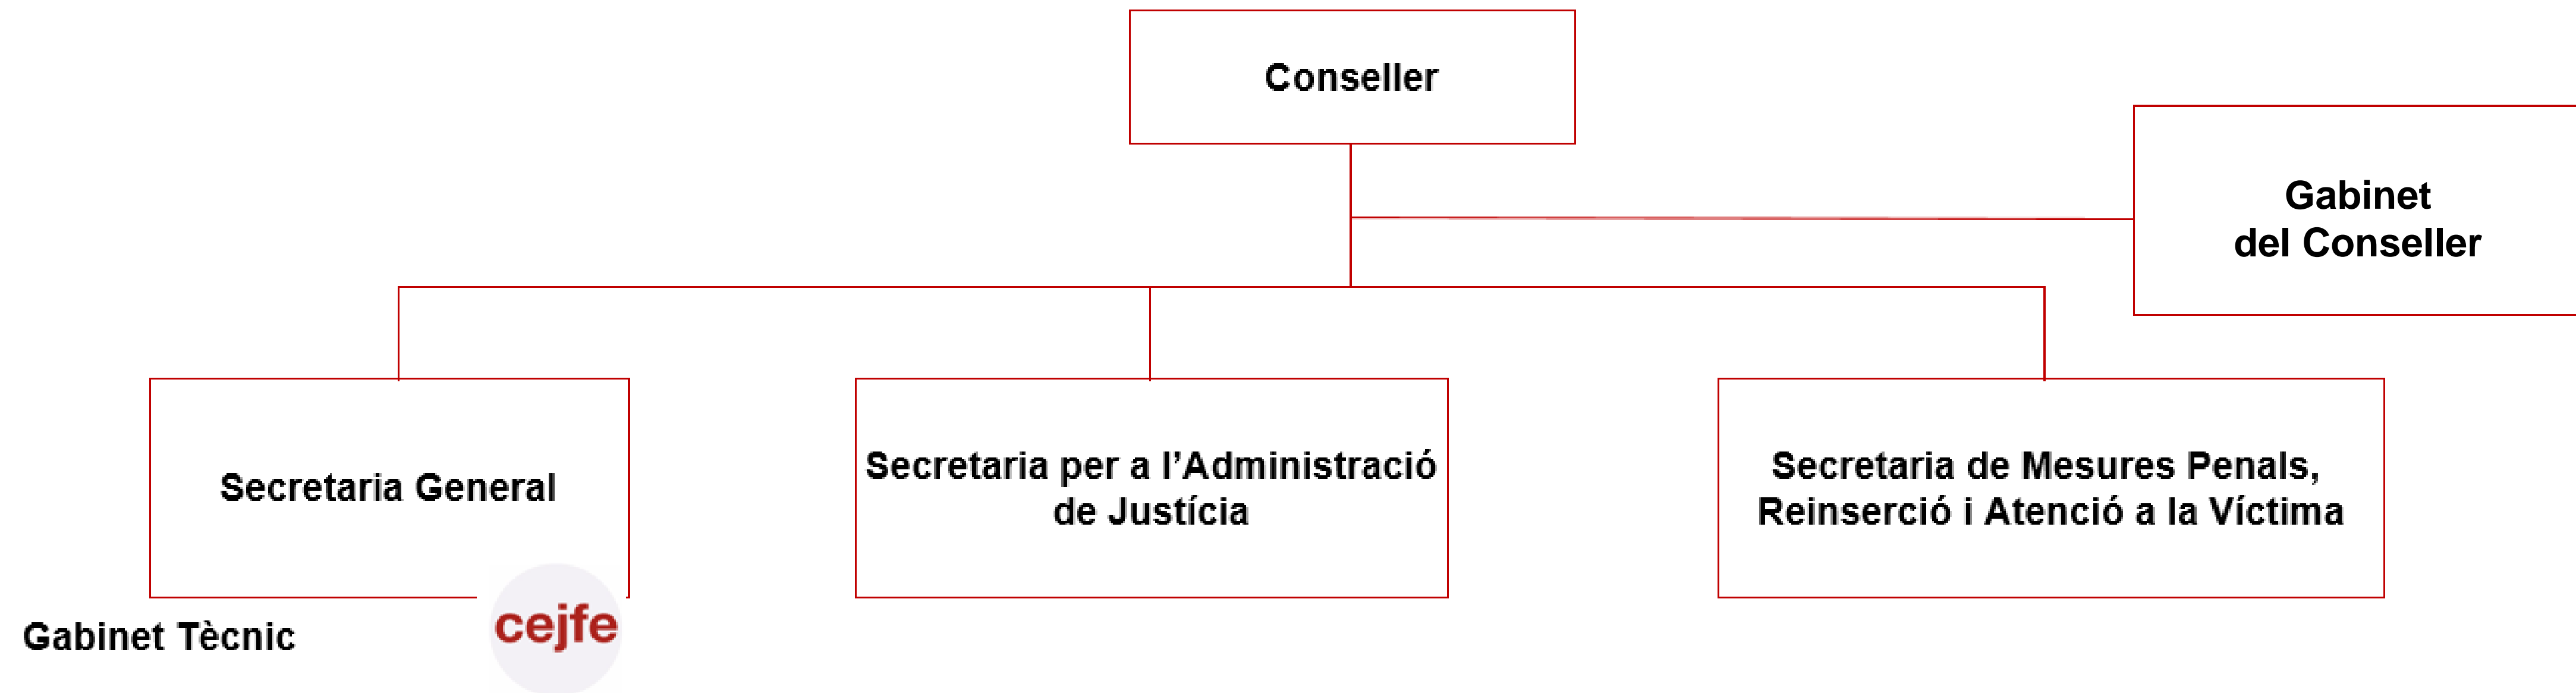 Conseller
Gabinet
del Conseller
Secretaria General
Secretaria per a l’Administració
de Justícia
Secretaria de Mesures Penals,
Reinserció i Atenció a la Víctima
Gabinet Tècnic
cejfe